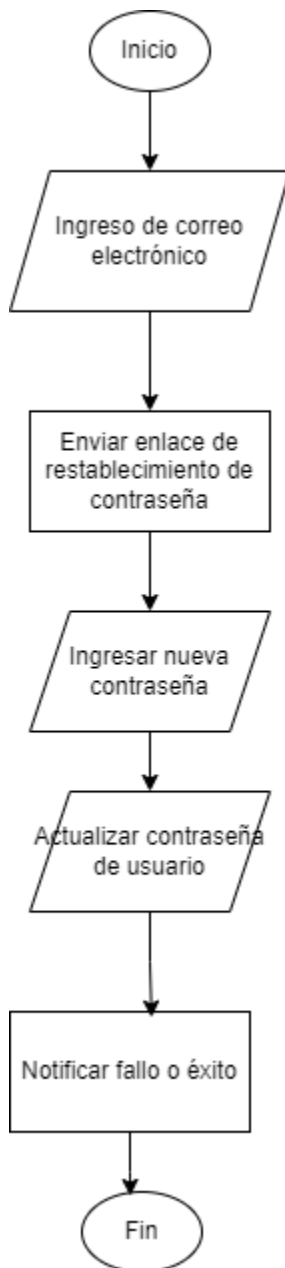 Inicio
Ingreso de correo
electrónico
Enviar enlace de
restablecimiento de
contraseña
Ingresar nueva
contraseña
Actualizar contraseña
de usuario
Notificar fallo o éxito
Fin